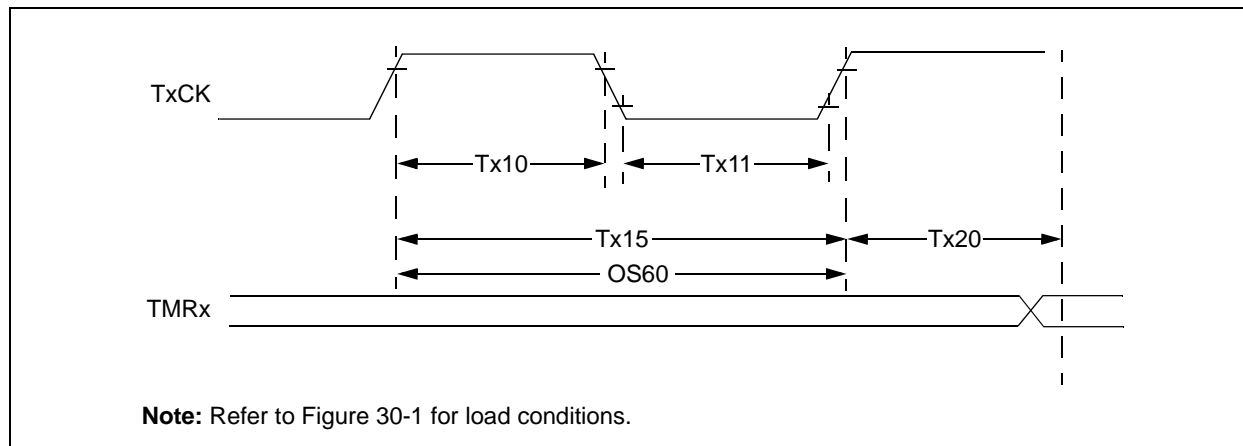 TxCK
Tx10
Tx11
Tx15
Tx20
OS60
TMRx
Note: Refer to Figure 30-1 for load conditions.